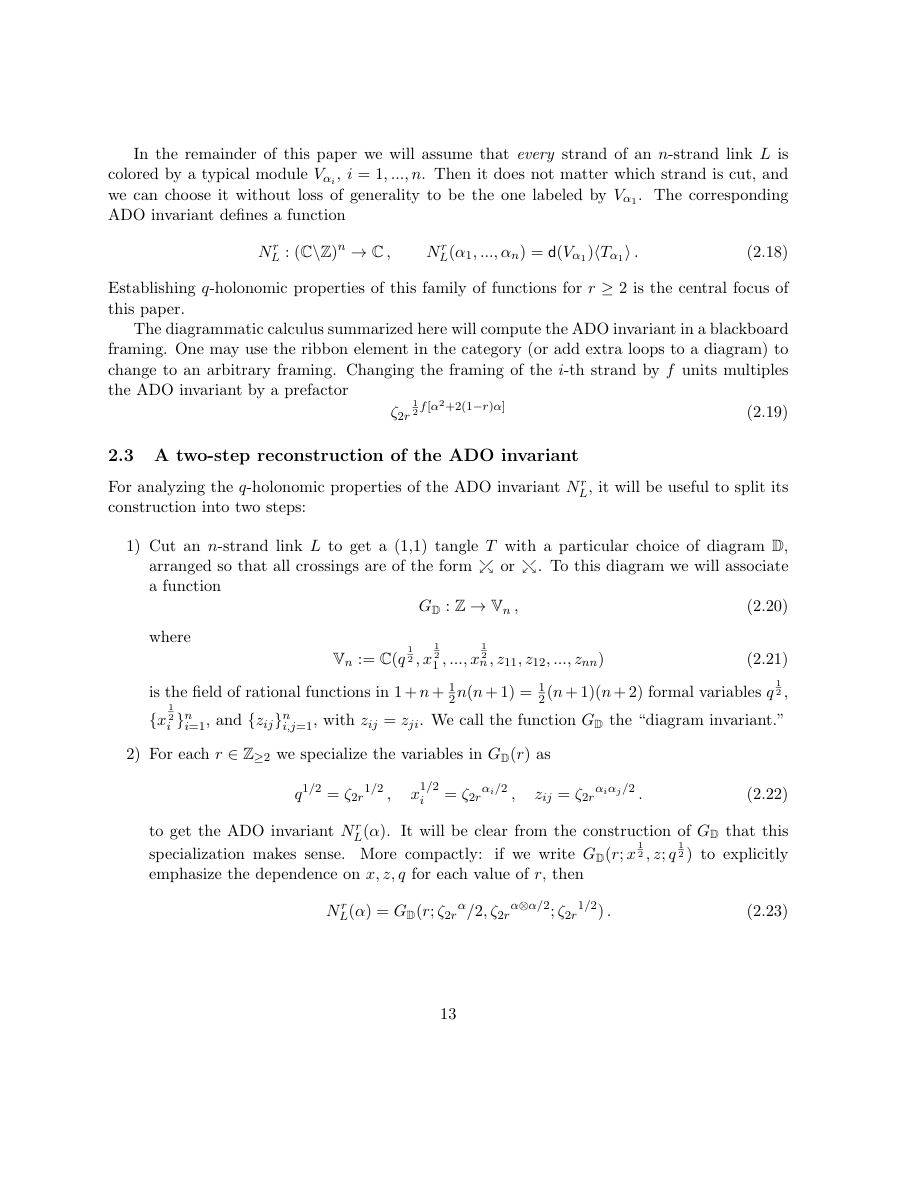 In the remainder of this paper we will assume that every strand of an n-strand link L is
colored by a typical module V_{α_i}, i = 1, ..., n. Then it does not matter which strand is cut, and
we can choose it without loss of generality to be the one labeled by V_{α_1}. The corresponding
ADO invariant defines a function
N_L^r : (ℂ\ℤ)^n → ℂ , N_L^r(α_1, ..., α_n) = d(V_{α_1})⟨T_{α_1}⟩ . (2.18)
Establishing q-holonomic properties of this family of functions for r ≥ 2 is the central focus of
this paper.
The diagrammatic calculus summarized here will compute the ADO invariant in a blackboard
framing. One may use the ribbon element in the category (or add extra loops to a diagram) to
change to an arbitrary framing. Changing the framing of the i-th strand by f units multiples
the ADO invariant by a prefactor
ζ_{2r}^{\frac{1}{2}f[α^2+2(1−r)α]} (2.19)
2.3 A two-step reconstruction of the ADO invariant
For analyzing the q-holonomic properties of the ADO invariant N_L^r, it will be useful to split its
construction into two steps:
1) Cut an n-strand link L to get a (1,1) tangle T with a particular choice of diagram 𝔻,
arranged so that all crossings are of the form or . To this diagram we will associate
a function
G_𝔻 : ℤ → 𝕍_n , (2.20)
where
𝕍_n := ℂ(q^{\frac{1}{2}}, x_1^{\frac{1}{2}}, ..., x_n^{\frac{1}{2}}, z_{11}, z_{12}, ..., z_{nn}) (2.21)
is the field of rational functions in 1 + n + \frac{1}{2}n(n + 1) = \frac{1}{2}(n + 1)(n + 2) formal variables q^{\frac{1}{2}},
{x_i^{\frac{1}{2}}}_{i=1}^n, and {z_{ij}}_{i,j=1}^n, with z_{ij} = z_{ji}. We call the function G_𝔻 the “diagram invariant.”
2) For each r ∈ ℤ_{≥2} we specialize the variables in G_𝔻(r) as
q^{1/2} = ζ_{2r}^{1/2} , x_i^{1/2} = ζ_{2r}^{α_i/2} , z_{ij} = ζ_{2r}^{α_iα_j/2} . (2.22)
to get the ADO invariant N_L^r(α). It will be clear from the construction of G_𝔻 that this
specialization makes sense. More compactly: if we write G_𝔻(r; x^{\frac{1}{2}}, z; q^{\frac{1}{2}}) to explicitly
emphasize the dependence on x, z, q for each value of r, then
N_L^r(α) = G_𝔻(r; ζ_{2r}^α/2, ζ_{2r}^{α⊗α/2}; ζ_{2r}^{1/2}) . (2.23)
13